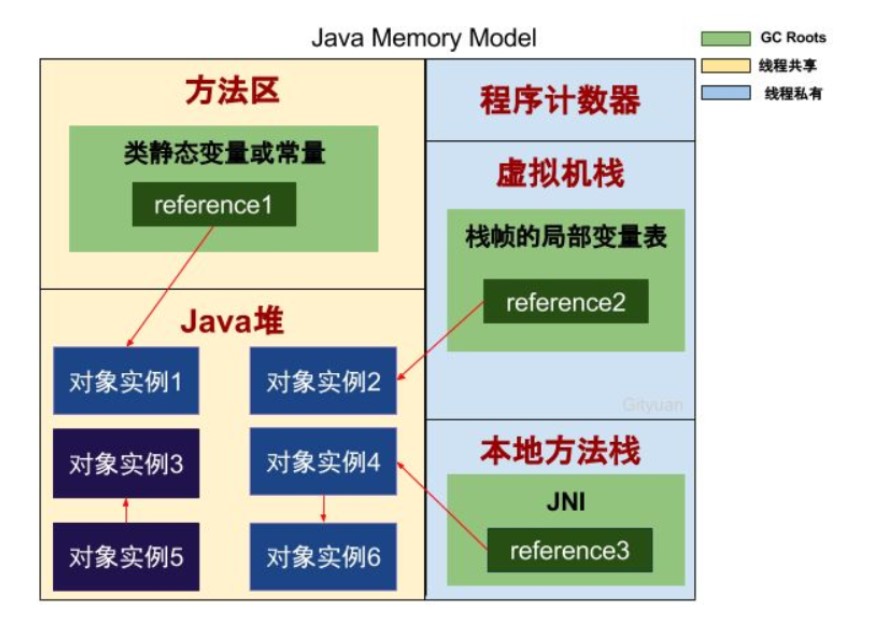 Java Memory Model
GC Roots
线程共享
线程私有
方法区
类静态变量或常量
reference1
程序计数器
虚拟机栈
栈帧的局部变量表
reference2
Gityuan
Java堆
对象实例1
对象实例2
对象实例3
对象实例4
对象实例5
对象实例6
本地方法栈
JNI
reference3